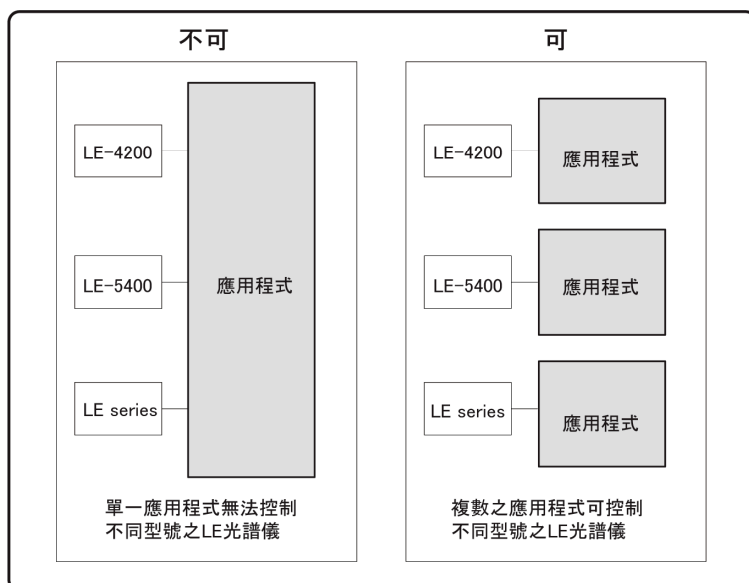 不可
LE-4200
LE-5400
應用程式
LE series
單一應用程式無法控制
不同型號之LE光譜儀
可
LE-4200
應用程式
LE-5400
應用程式
LE series
應用程式
複數之應用程式可控制
不同型號之LE光譜儀